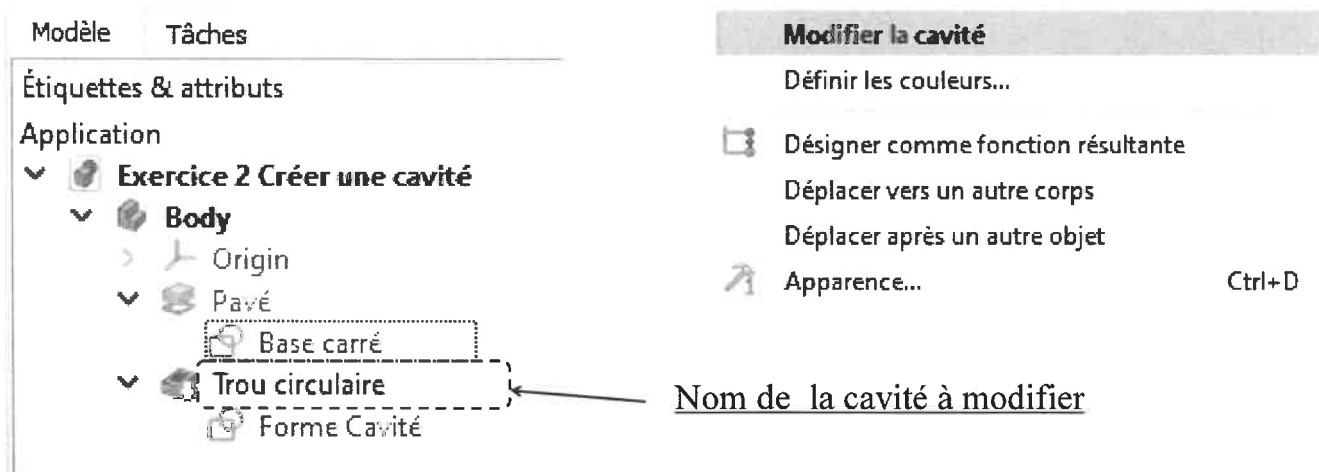 Modèle Tâches
Étiquettes & attributs
Application
Exercice 2 Créer une cavité
Body
Origin
Pavé
Base carré
Trou circulaire
Forme Cavité
Modifier la cavité
Définir les couleurs...
Désigner comme fonction résultante
Déplacer vers un autre corps
Déplacer après un autre objet
Apparence... Ctrl+D
Nom de la cavité à modifier